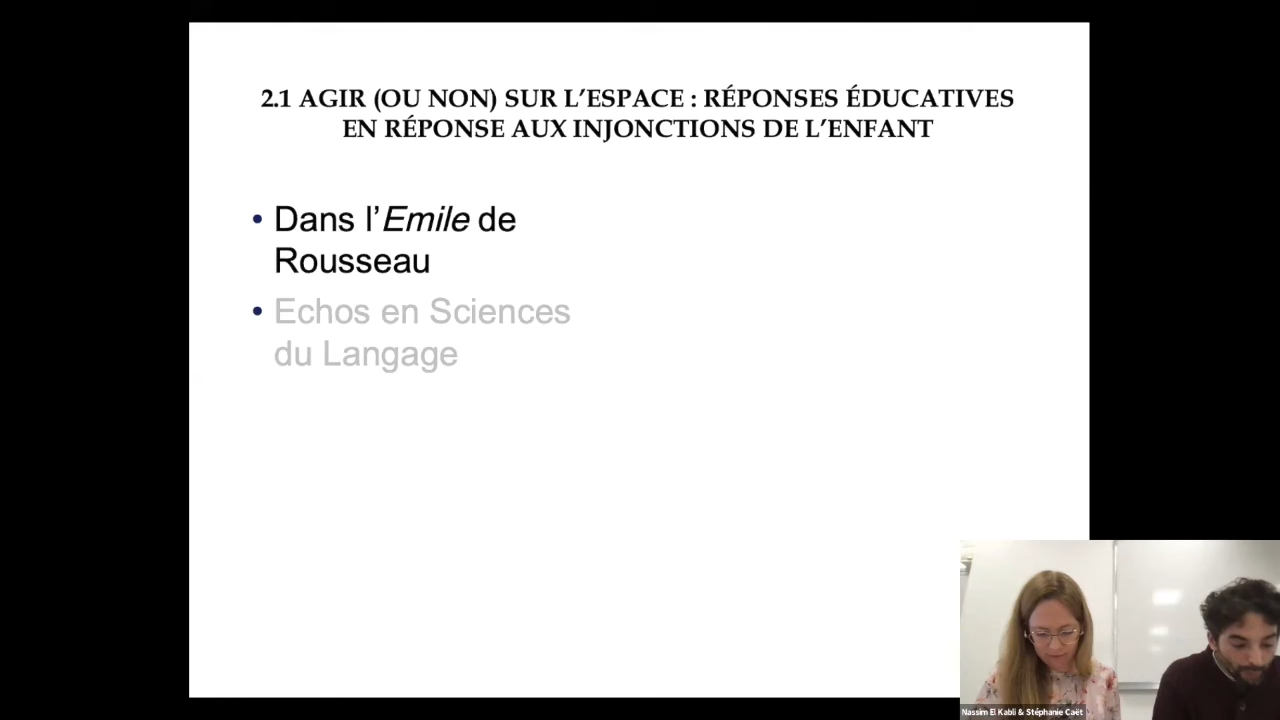 2.1 AGIR (OU NON) SUR L’ESPACE : RÉPONSES ÉDUCATIVES
EN RÉPONSE AUX INJONCTIONS DE L’ENFANT
• Dans l’Emile de
Rousseau
• Echos en Sciences
du Langage
Nassim El Kabli & Stéphanie Caët